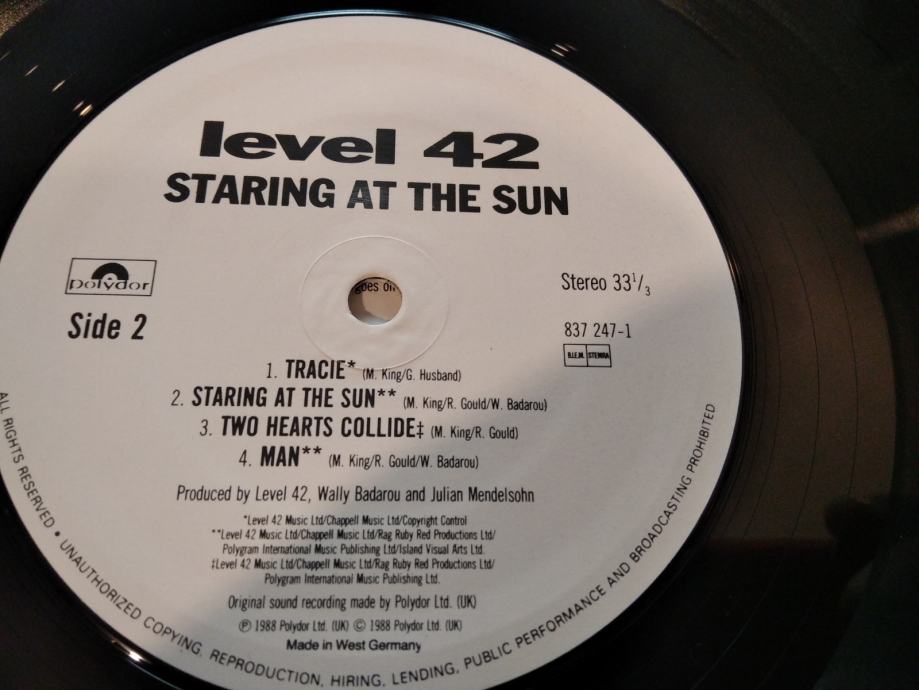 level 42
STARING AT THE SUN
goes on
polydor
Side 2
Stereo 33 1/3
837 247-1
B.I.E.M. STEMRA
1. TRACIE* (M. King/G. Husband)
2. STARING AT THE SUN** (M. King/R. Gould/W. Badarou)
3. TWO HEARTS COLLIDE‡ (M. King/R. Gould)
4. MAN** (M. King/R. Gould/W. Badarou)
Produced by Level 42, Wally Badarou and Julian Mendelsohn
*Level 42 Music Ltd/Chappell Music Ltd/Copyright Control
**Level 42 Music Ltd/Chappell Music Ltd/Rag Ruby Red Productions Ltd/
Polygram International Music Publishing Ltd/Island Visual Arts Ltd.
‡Level 42 Music Ltd/Chappell Music Ltd/Rag Ruby Red Productions Ltd/
Polygram International Music Publishing Ltd.
Original sound recording made by Polydor Ltd. (UK)
℗ 1988 Polydor Ltd. (UK) © 1988 Polydor Ltd. (UK)
Made in West Germany
ALL RIGHTS RESERVED • UNAUTHORIZED COPYING, REPRODUCTION, HIRING, LENDING, PUBLIC PERFORMANCE AND BROADCASTING PROHIBITED